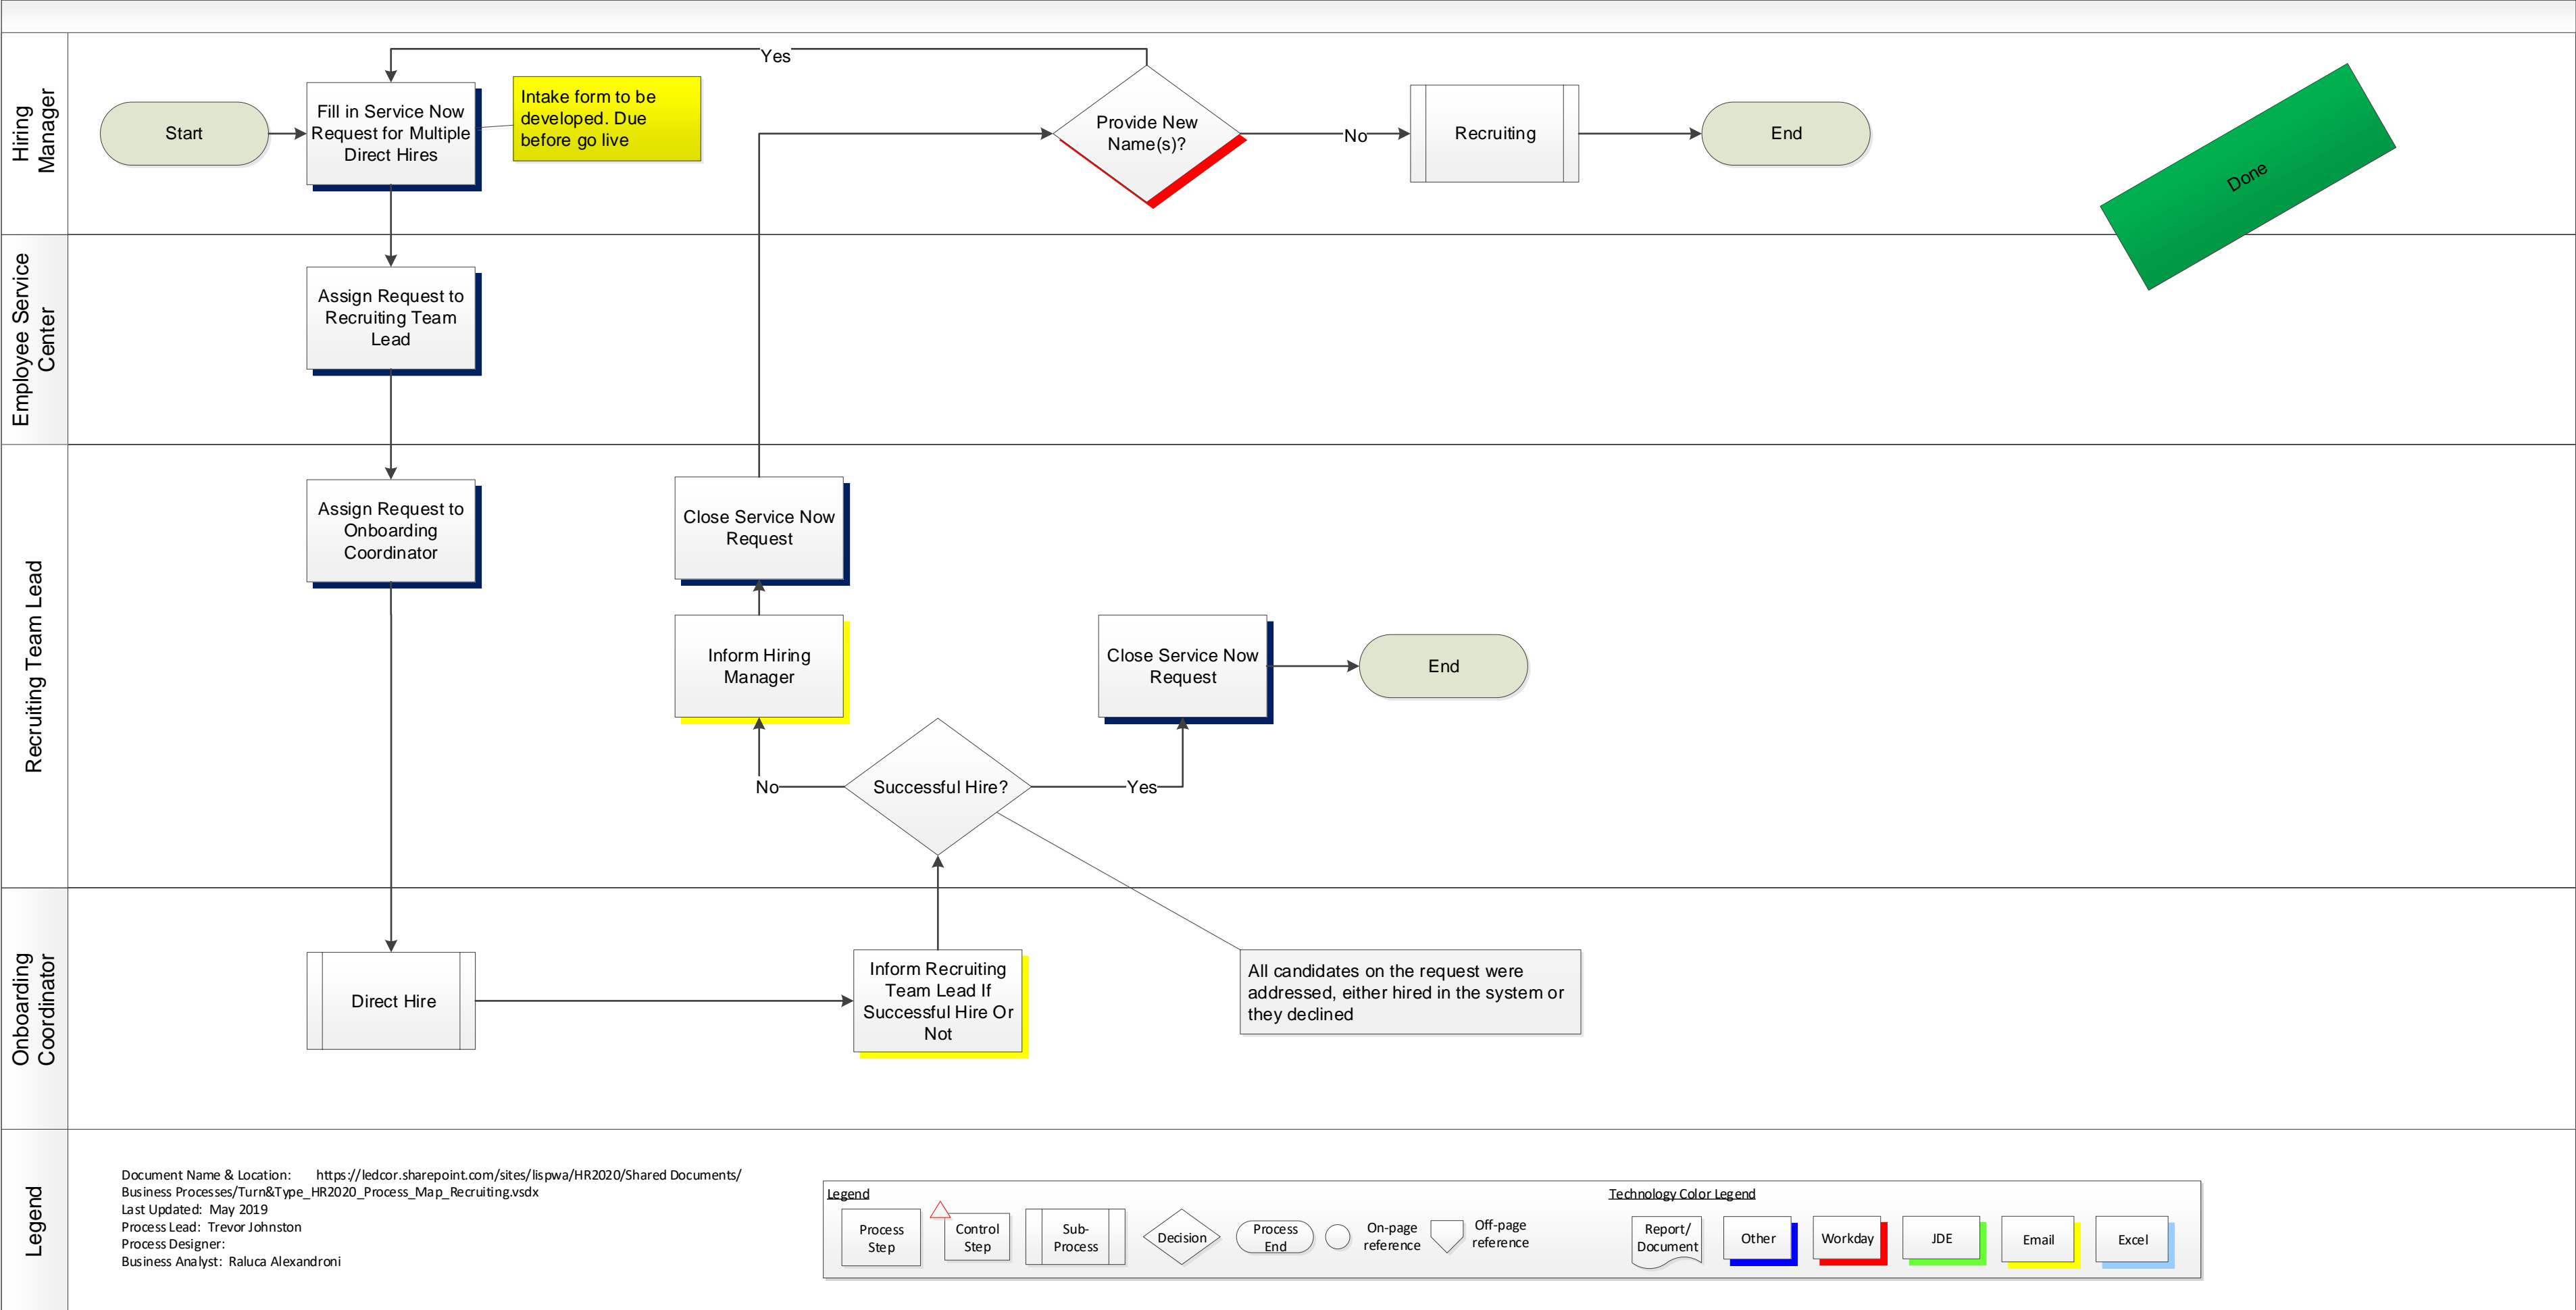 Hiring
Manager
Start
Fill in Service Now
Request for Multiple
Direct Hires
Intake form to be
developed. Due
before go live
Yes
Provide New
Name(s)?
No
Recruiting
End
Done
Employee Service
Center
Assign Request to
Recruiting Team
Lead
Recruiting Team Lead
Assign Request to
Onboarding
Coordinator
Close Service Now
Request
Inform Hiring
Manager
Close Service Now
Request
End
No
Successful Hire?
Yes
Onboarding
Coordinator
Direct Hire
Inform Recruiting
Team Lead If
Successful Hire Or
Not
All candidates on the request were
addressed, either hired in the system or
they declined
Legend
Document Name & Location: https://ledcor.sharepoint.com/sites/lispwa/HR2020/Shared Documents/
Business Processes/Turn&Type_HR2020_Process_Map_Recruiting.vsdx
Last Updated: May 2019
Process Lead: Trevor Johnston
Process Designer:
Business Analyst: Raluca Alexandroni
Legend
Process
Step
Control
Step
Sub-
Process
Decision
Process
End
On-page
reference
Off-page
reference
Technology Color Legend
Report/
Document
Other
Workday
JDE
Email
Excel